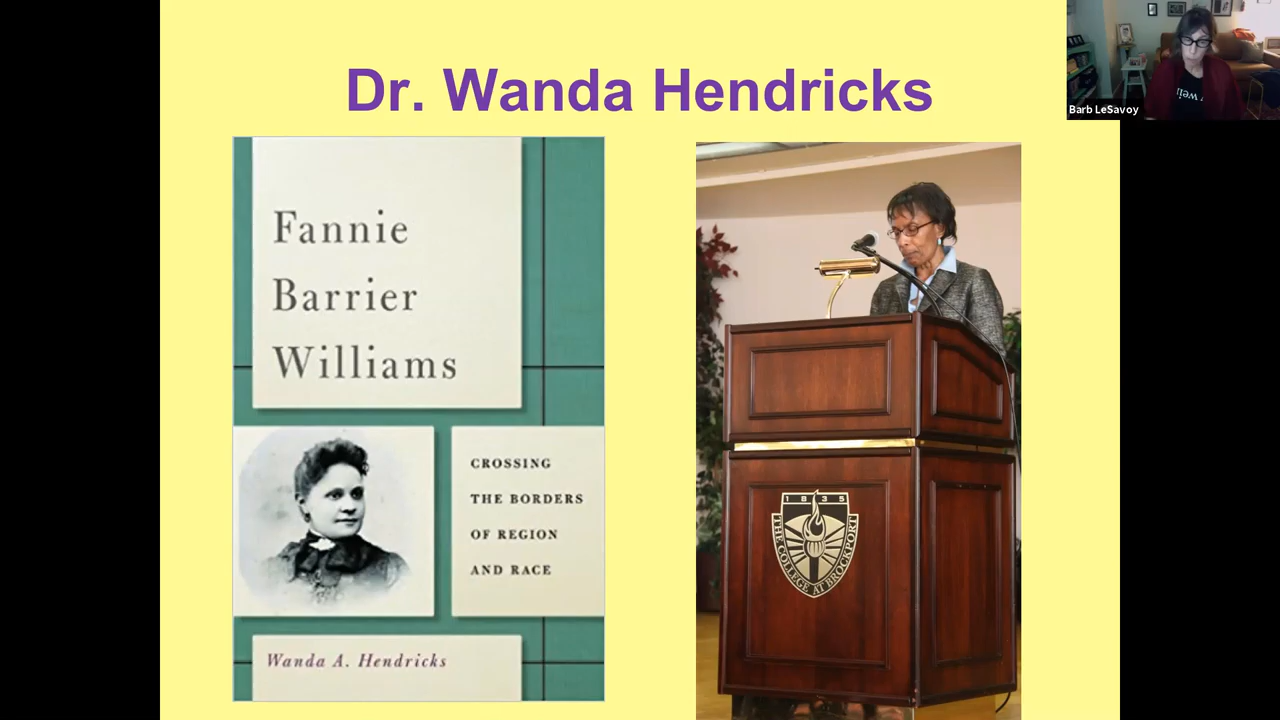 Dr. Wanda Hendricks
Barb LeSavoy
Fannie
Barrier
Williams
CROSSING
THE BORDERS
OF REGION
AND RACE
Wanda A. Hendricks
1835
THE COLLEGE AT BROCKPORT